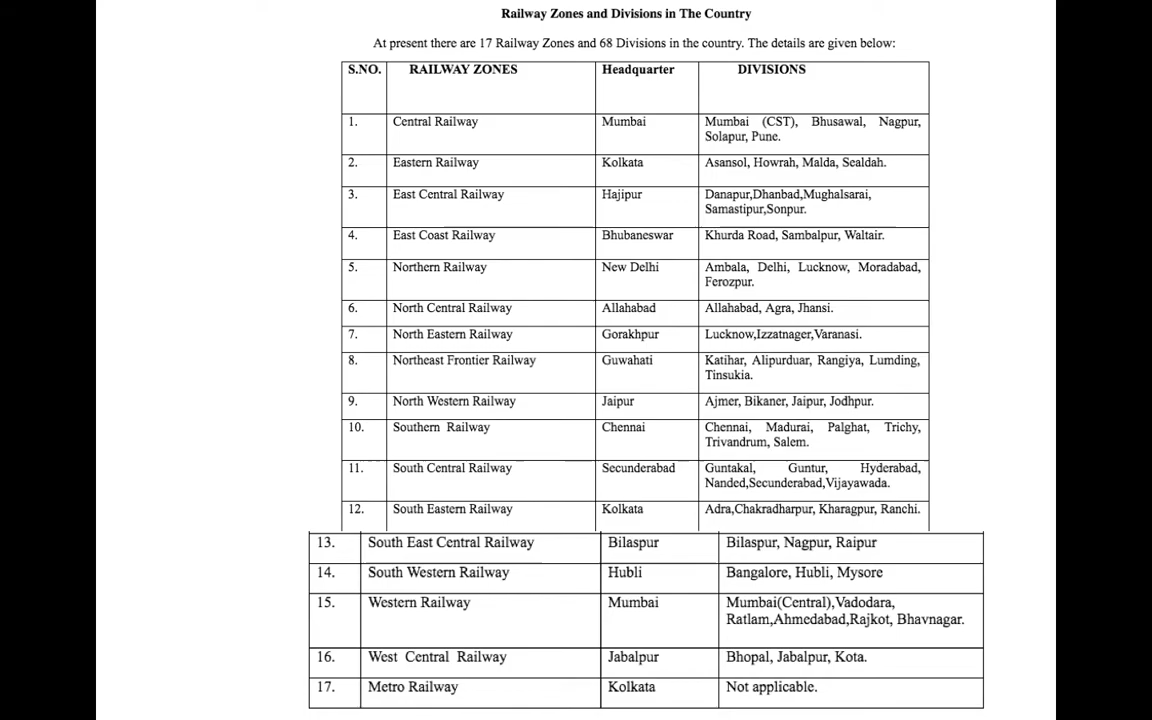 Railway Zones and Divisions in The Country
At present there are 17 Railway Zones and 68 Divisions in the country. The details are given below:
S.NO. RAILWAY ZONES Headquarter DIVISIONS
1. Central Railway Mumbai Mumbai (CST), Bhusawal, Nagpur,
Solapur, Pune.
2. Eastern Railway Kolkata Asansol, Howrah, Malda, Sealdah.
3. East Central Railway Hajipur Danapur,Dhanbad,Mughalsarai,
Samastipur,Sonpur.
4. East Coast Railway Bhubaneswar Khurda Road, Sambalpur, Waltair.
5. Northern Railway New Delhi Ambala, Delhi, Lucknow, Moradabad,
Ferozpur.
6. North Central Railway Allahabad Allahabad, Agra, Jhansi.
7. North Eastern Railway Gorakhpur Lucknow,Izzatnager,Varanasi.
8. Northeast Frontier Railway Guwahati Katihar, Alipurduar, Rangiya, Lumding,
Tinsukia.
9. North Western Railway Jaipur Ajmer, Bikaner, Jaipur, Jodhpur.
10. Southern Railway Chennai Chennai, Madurai, Palghat, Trichy,
Trivandrum, Salem.
11. South Central Railway Secunderabad Guntakal, Guntur, Hyderabad,
Nanded,Secunderabad,Vijayawada.
12. South Eastern Railway Kolkata Adra,Chakradharpur, Kharagpur, Ranchi.
13. South East Central Railway Bilaspur Bilaspur, Nagpur, Raipur
14. South Western Railway Hubli Bangalore, Hubli, Mysore
15. Western Railway Mumbai Mumbai(Central),Vadodara,
Ratlam,Ahmedabad,Rajkot, Bhavnagar.
16. West Central Railway Jabalpur Bhopal, Jabalpur, Kota.
17. Metro Railway Kolkata Not applicable.